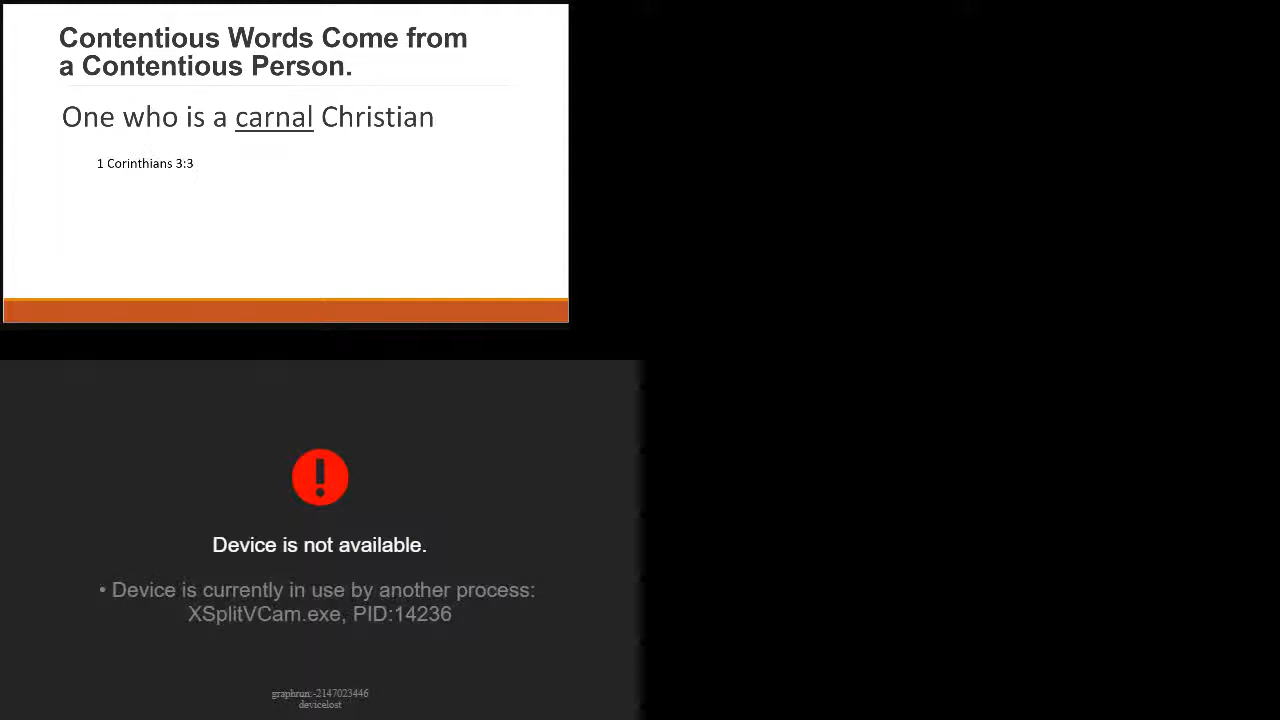 Contentious Words Come from
a Contentious Person.
One who is a carnal Christian
1 Corinthians 3:3
Device is not available.
• Device is currently in use by another process:
XSplitVCam.exe, PID:14236
graphrun:-2147023446
devicelost